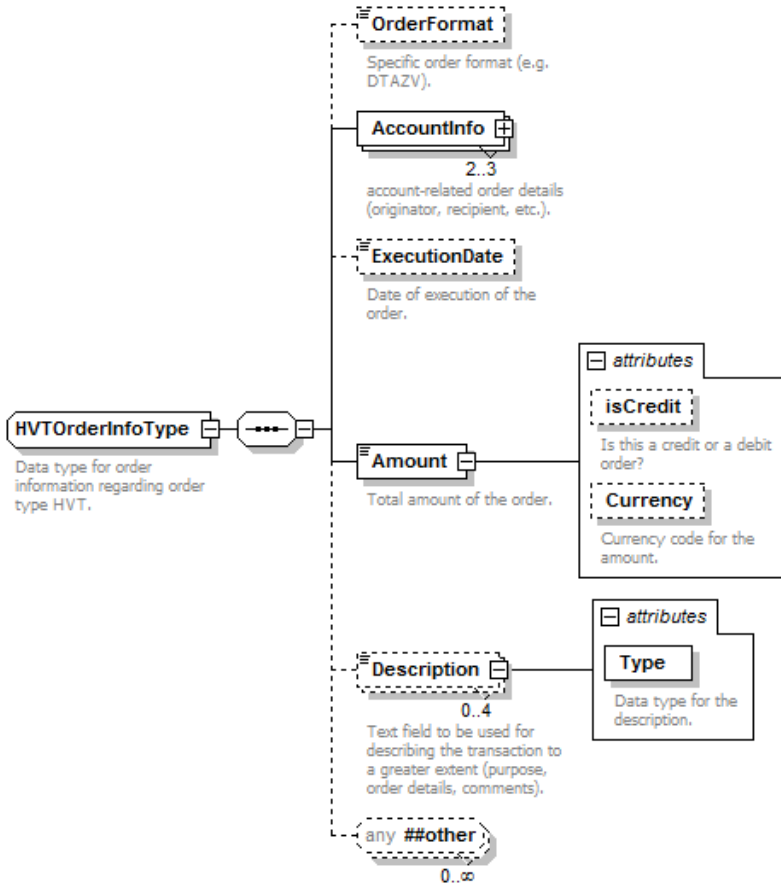 OrderFormat
Specific order format (e.g.
DTAZV).
AccountInfo
2..3
account-related order details
(originator, recipient, etc.).
ExecutionDate
Date of execution of the
order.
attributes
isCredit
Is this a credit or a debit
order?
Currency
Currency code for the
amount.
HVTOrderInfoType
Data type for order
information regarding order
type HVT.
Amount
Total amount of the order.
attributes
Type
Data type for the
description.
Description
0..4
Text field to be used for
describing the transaction to
a greater extent (purpose,
order details, comments).
any ##other
0..∞